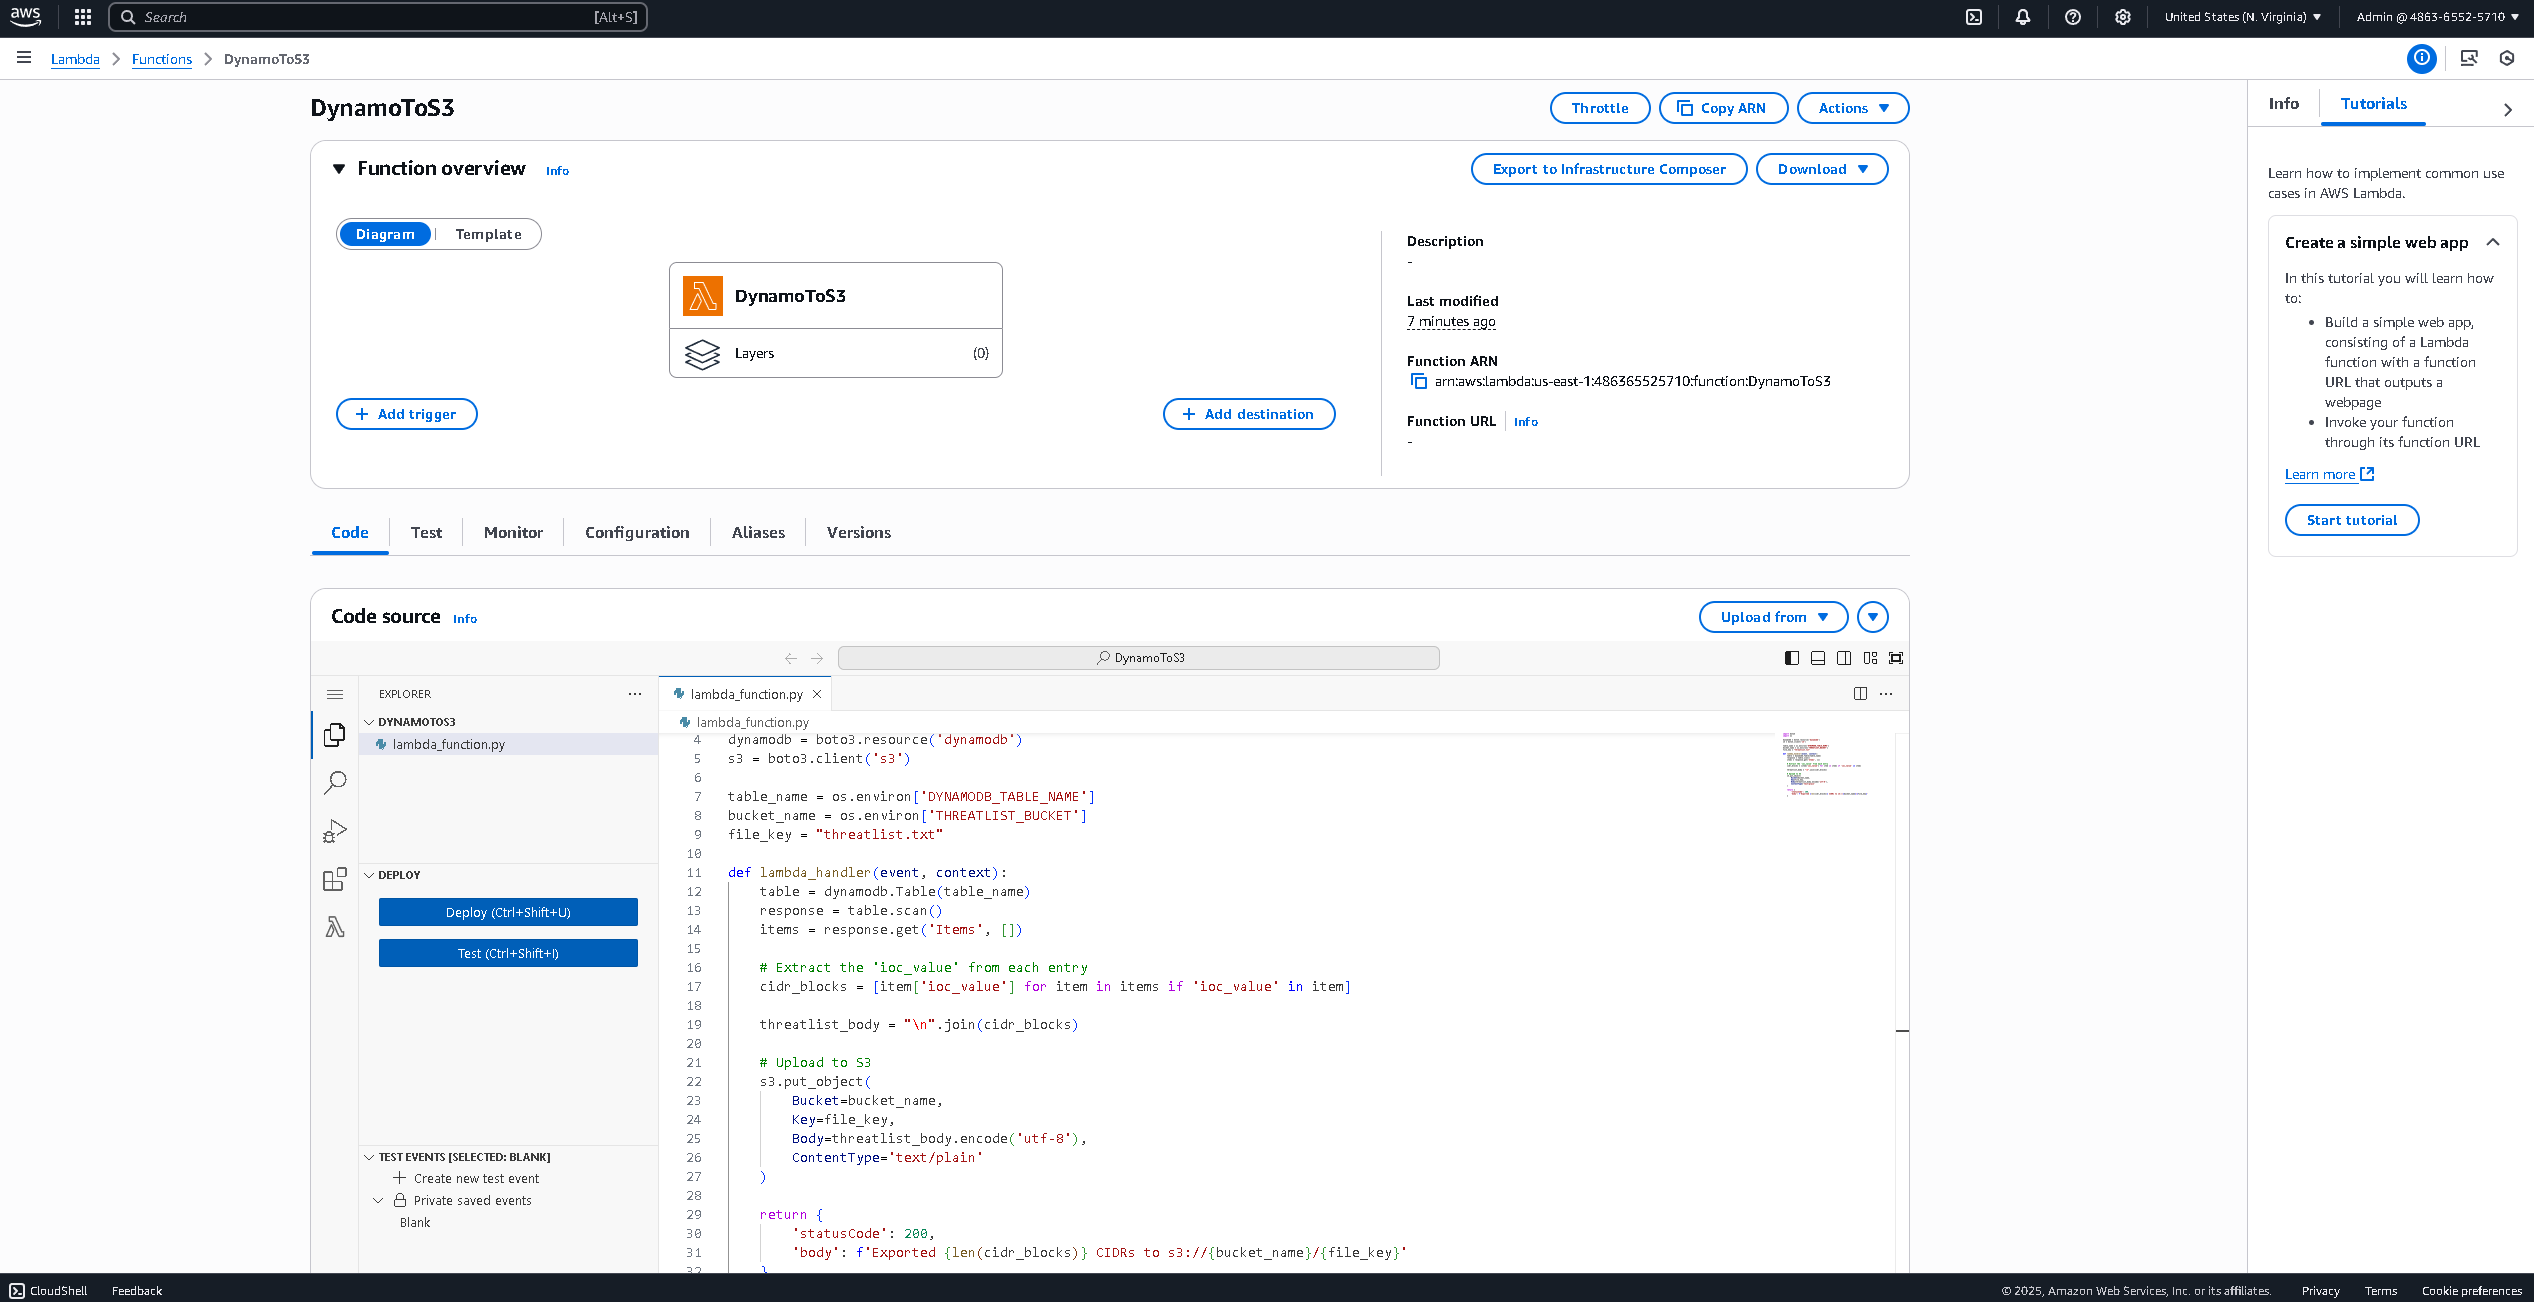 aws
Search
[Alt+S]
United States (N. Virginia)
Admin @ 4863-6552-5710
Lambda
Functions
DynamoToS3
DynamoToS3
Throttle
Copy ARN
Actions
Function overview
Info
Export to Infrastructure Composer
Download
Diagram
Template
DynamoToS3
Layers
(0)
Add trigger
Add destination
Description
-
Last modified
7 minutes ago
Function ARN
arn:aws:lambda:us-east-1:486365525710:function:DynamoToS3
Function URL
Info
-
Code
Test
Monitor
Configuration
Aliases
Versions
Code source
Info
Upload from
DynamoToS3
EXPLORER
DYNAMOTOS3
lambda_function.py
DEPLOY
Deploy (Ctrl+Shift+U)
Test (Ctrl+Shift+I)
TEST EVENTS [SELECTED: BLANK]
Create new test event
Private saved events
Blank
lambda_function.py
lambda_function.py
4 dynamodb = boto3.resource('dynamodb')
5 s3 = boto3.client('s3')
6
7 table_name = os.environ['DYNAMODB_TABLE_NAME']
8 bucket_name = os.environ['THREATLIST_BUCKET']
9 file_key = "threatlist.txt"
10
11 def lambda_handler(event, context):
12 table = dynamodb.Table(table_name)
13 response = table.scan()
14 items = response.get('Items', [])
15
16 # Extract the 'ioc_value' from each entry
17 cidr_blocks = [item['ioc_value'] for item in items if 'ioc_value' in item]
18
19 threatlist_body = "\n".join(cidr_blocks)
20
21 # Upload to S3
22 s3.put_object(
23 Bucket=bucket_name,
24 Key=file_key,
25 Body=threatlist_body.encode('utf-8'),
26 ContentType='text/plain'
27 )
28
29 return {
30 'statusCode': 200,
31 'body': f'Exported {len(cidr_blocks)} CIDRs to s3://{bucket_name}/{file_key}'
32 }
Info
Tutorials
Learn how to implement common use
cases in AWS Lambda.
Create a simple web app
In this tutorial you will learn how
to:
• Build a simple web app,
consisting of a Lambda
function with a function
URL that outputs a
webpage
• Invoke your function
through its function URL
Learn more
Start tutorial
CloudShell
Feedback
© 2025, Amazon Web Services, Inc. or its affiliates.
Privacy
Terms
Cookie preferences